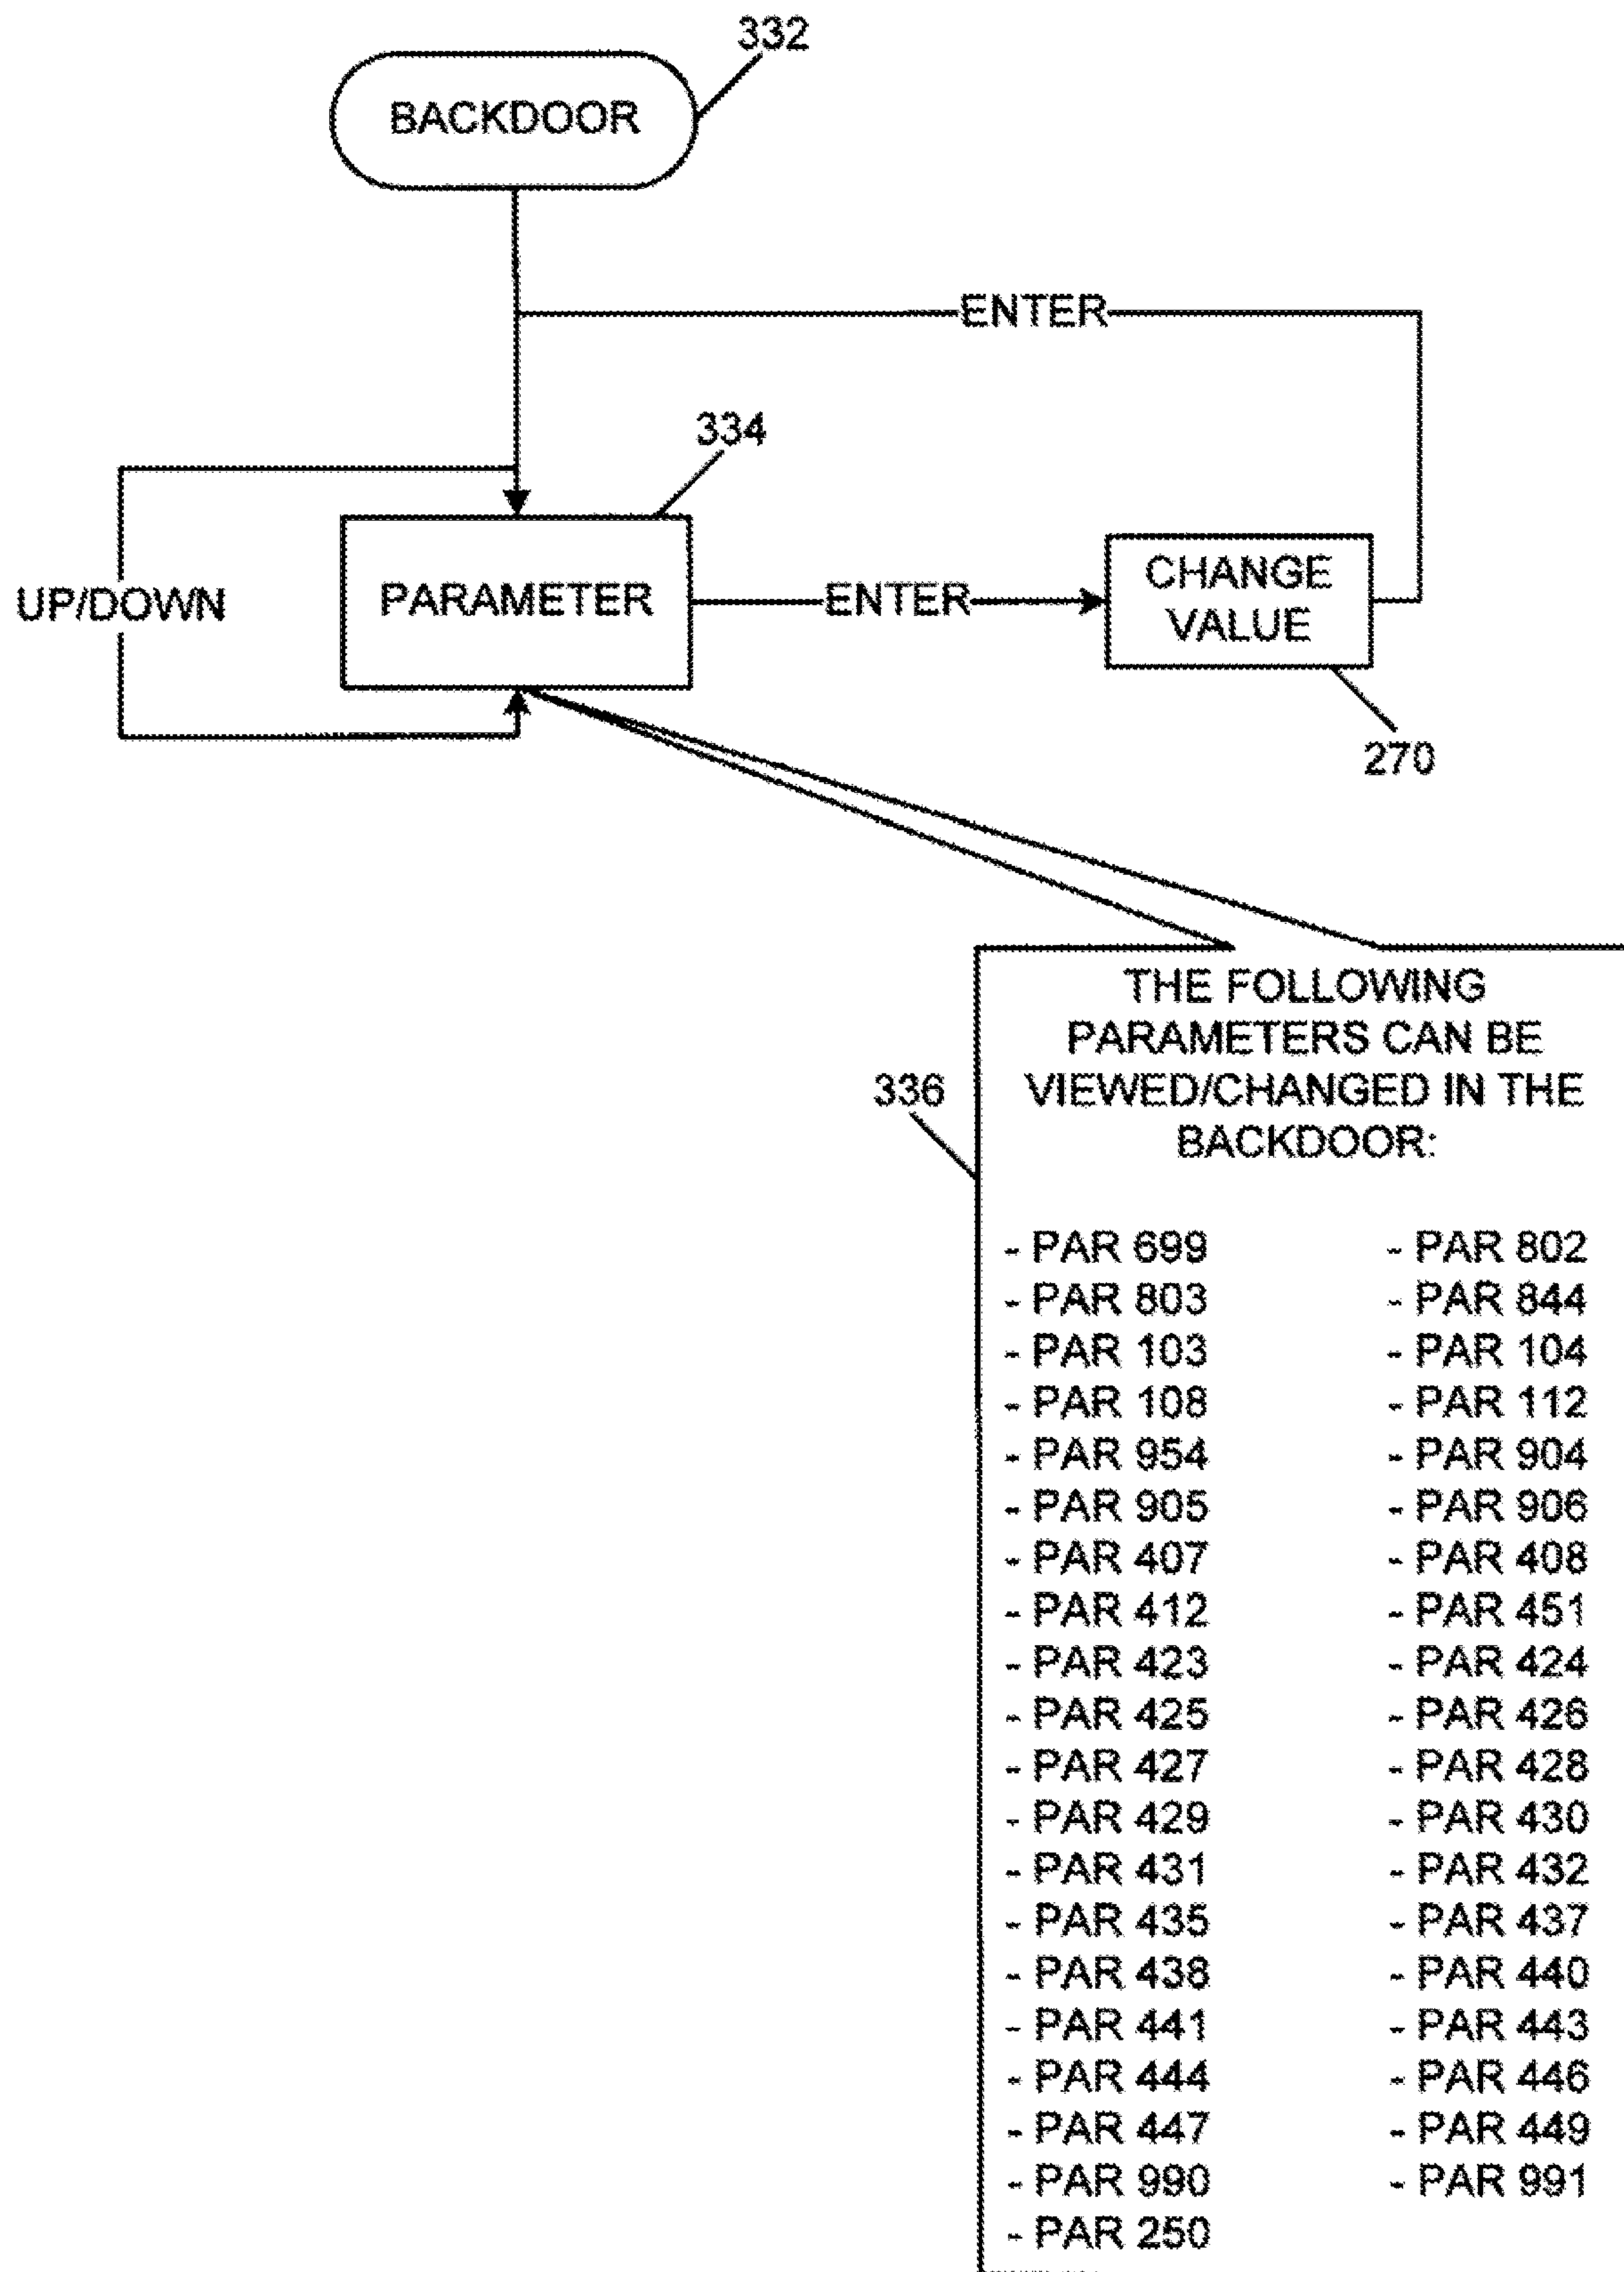 332
BACKDOOR
ENTER
334
UP/DOWN
PARAMETER
ENTER
CHANGE
VALUE
270
THE FOLLOWING
PARAMETERS CAN BE
VIEWED/CHANGED IN THE
BACKDOOR:
336
- PAR 699 - PAR 802
- PAR 803 - PAR 844
- PAR 103 - PAR 104
- PAR 108 - PAR 112
- PAR 954 - PAR 904
- PAR 905 - PAR 906
- PAR 407 - PAR 408
- PAR 412 - PAR 451
- PAR 423 - PAR 424
- PAR 425 - PAR 426
- PAR 427 - PAR 428
- PAR 429 - PAR 430
- PAR 431 - PAR 432
- PAR 435 - PAR 437
- PAR 438 - PAR 440
- PAR 441 - PAR 443
- PAR 444 - PAR 446
- PAR 447 - PAR 449
- PAR 990 - PAR 991
- PAR 250